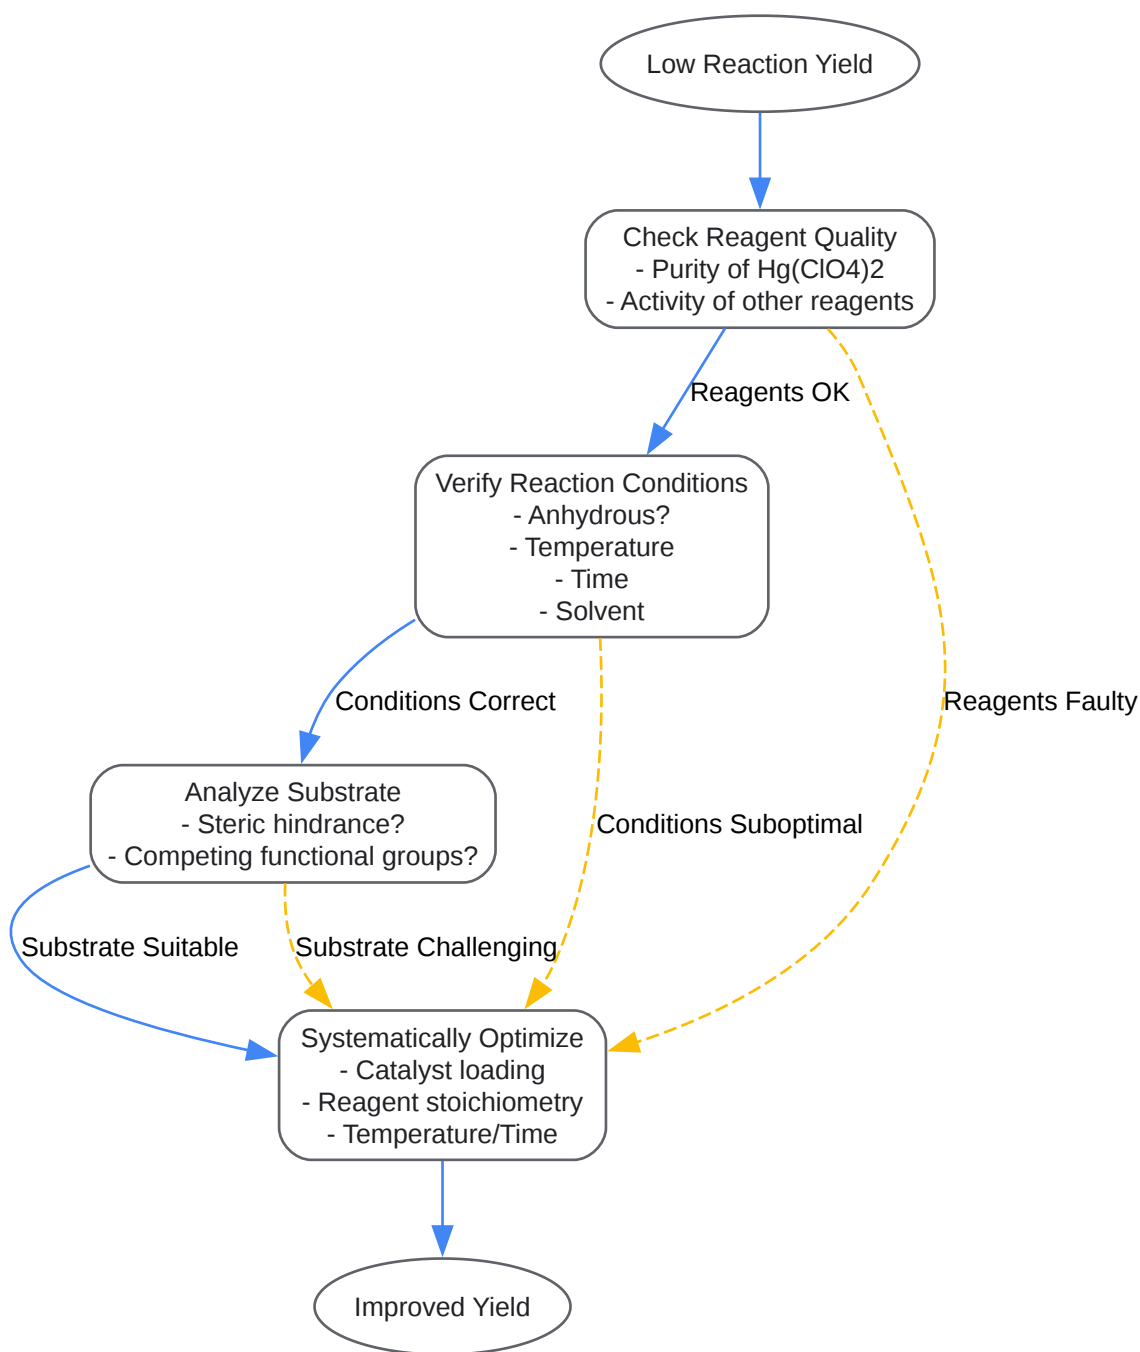 Low Reaction Yield
Check Reagent Quality
- Purity of Hg(ClO4)2
- Activity of other reagents
Reagents OK
Verify Reaction Conditions
- Anhydrous?
- Temperature
- Time
- Solvent
Conditions Correct
Reagents Faulty
Analyze Substrate
- Steric hindrance?
- Competing functional groups?
Conditions Suboptimal
Substrate Suitable
Substrate Challenging
Systematically Optimize
- Catalyst loading
- Reagent stoichiometry
- Temperature/Time
Improved Yield